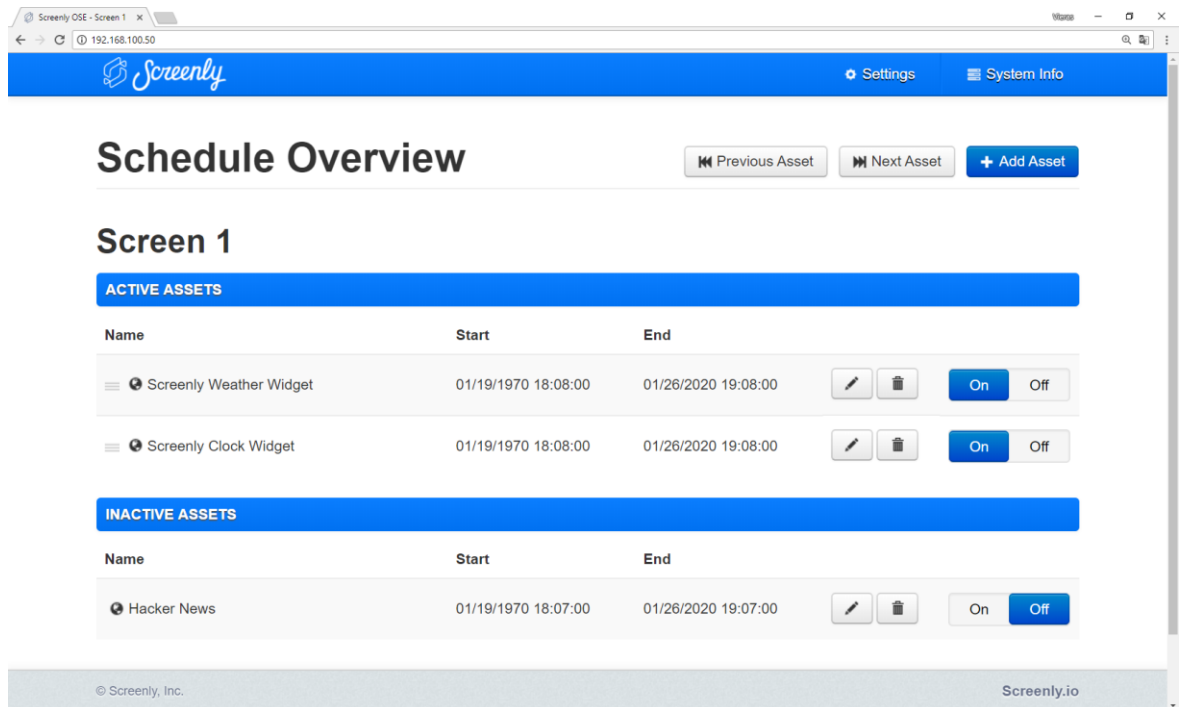 Screenly OSE - Screen 1
192.168.100.50
Screenly
Settings System Info
Schedule Overview
Previous Asset Next Asset Add Asset
Screen 1
ACTIVE ASSETS
Name Start End
Screenly Weather Widget 01/19/1970 18:08:00 01/26/2020 19:08:00 On Off
Screenly Clock Widget 01/19/1970 18:08:00 01/26/2020 19:08:00 On Off
INACTIVE ASSETS
Name Start End
Hacker News 01/19/1970 18:07:00 01/26/2020 19:07:00 On Off
© Screenly, Inc. Screenly.io